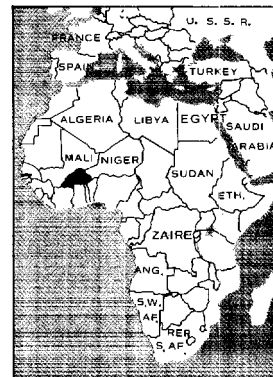 U. S. S. R.
FRANCE
SPAIN
TURKEY
ALGERIA
LIBYA
EGYPT
SAUDI
ARABIA
MALI
NIGER
SUDAN
ETH.
ZAIRE
ANG.
S.W.
AF.
REP.
S. AF.